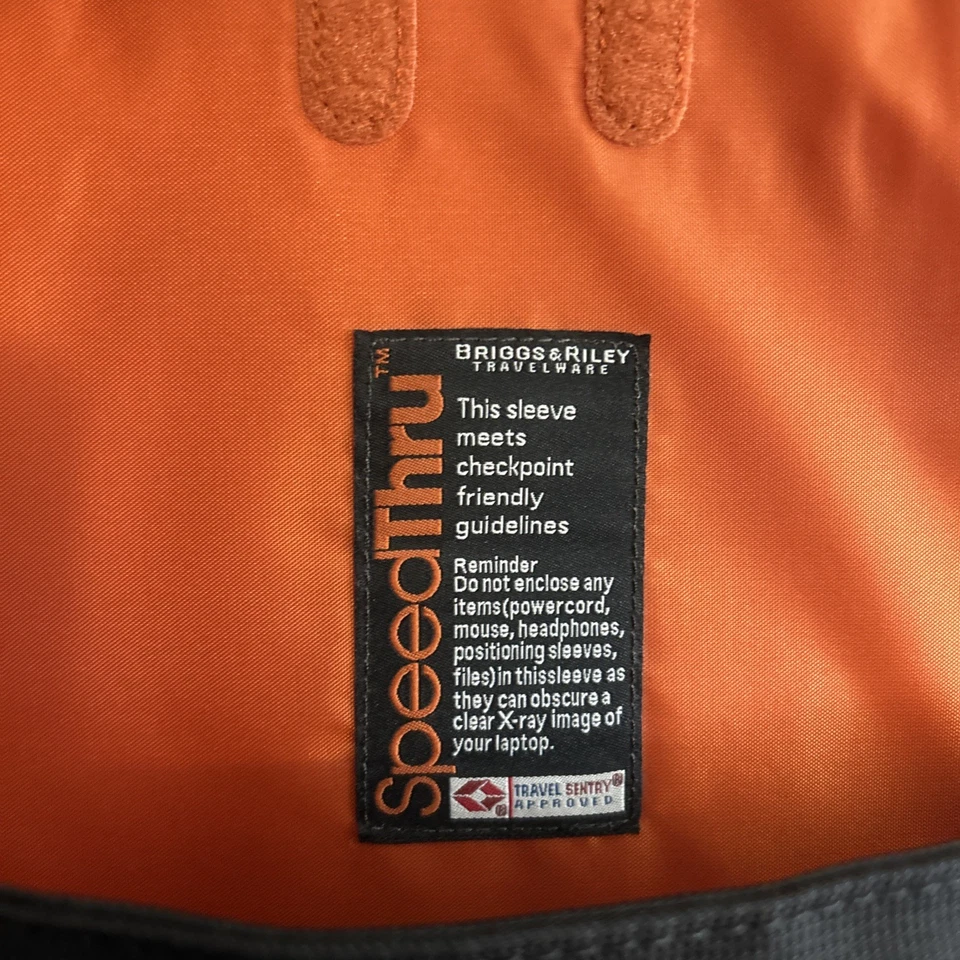 SpeedThru™
BRIGGS & RILEY
TRAVELWARE
This sleeve
meets
checkpoint
friendly
guidelines
Reminder
Do not enclose any
items(powercord,
mouse, headphones,
positioning sleeves,
files)in thissleeve as
they can obscure a
clear X-ray image of
your laptop.
® TRAVEL SENTRY®
APPROVED